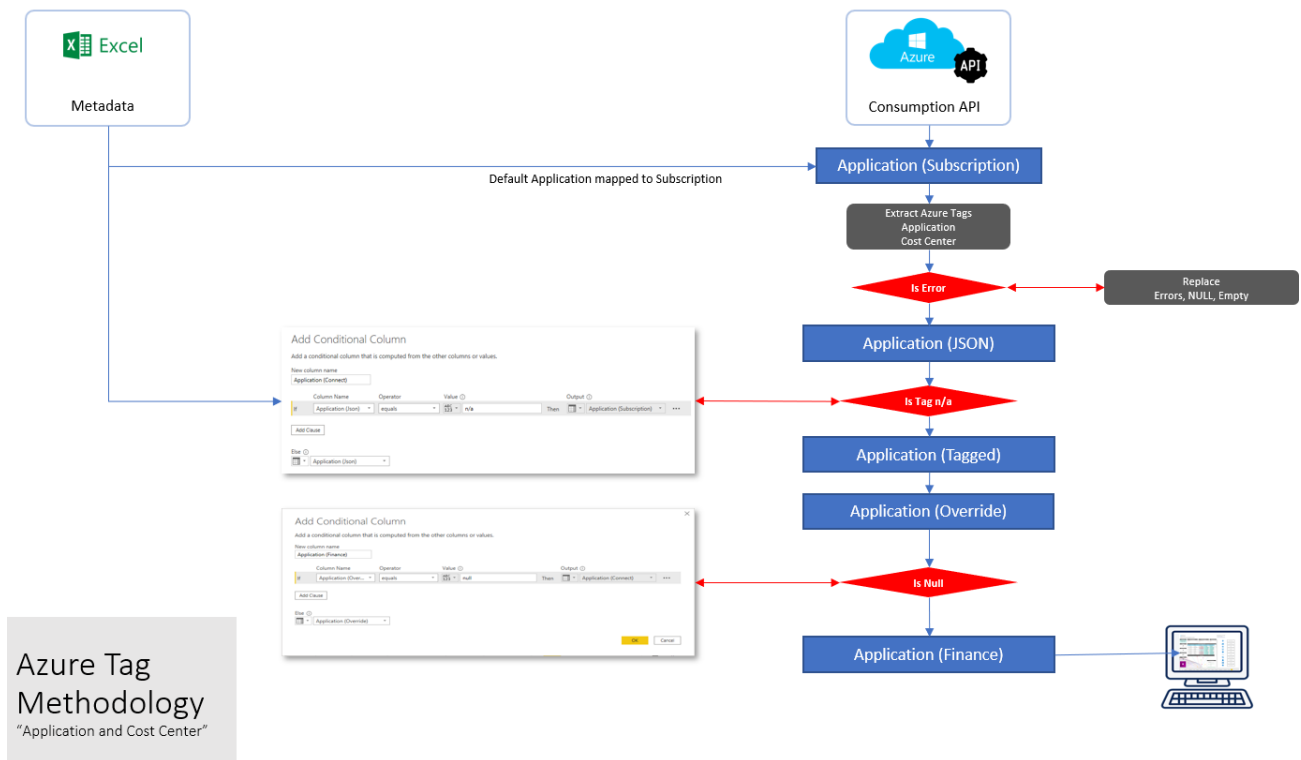 Excel
Metadata
Azure
API
Consumption API
Application (Subscription)
Default Application mapped to Subscription
Extract Azure Tags
Application
Cost Center
Is Error
Replace
Errors, NULL, Empty
Application (JSON)
Add Conditional Column
Add a conditional column that is computed from the other columns or values.
New column name
Application (Connect)
Column Name Operator Value Output
If Application (Json) equals n/a Then Application (Subscription) ...
Add Clause
Else
Application (Json)
Is Tag n/a
Application (Tagged)
Application (Override)
Add Conditional Column
Add a conditional column that is computed from the other columns or values.
New column name
Application (Finance)
Column Name Operator Value Output
If Application (Over... equals null Then Application (Connect) ...
Add Clause
Else
Application (Override)
OK Cancel
Is Null
Application (Finance)
Azure Tag
Methodology
“Application and Cost Center”